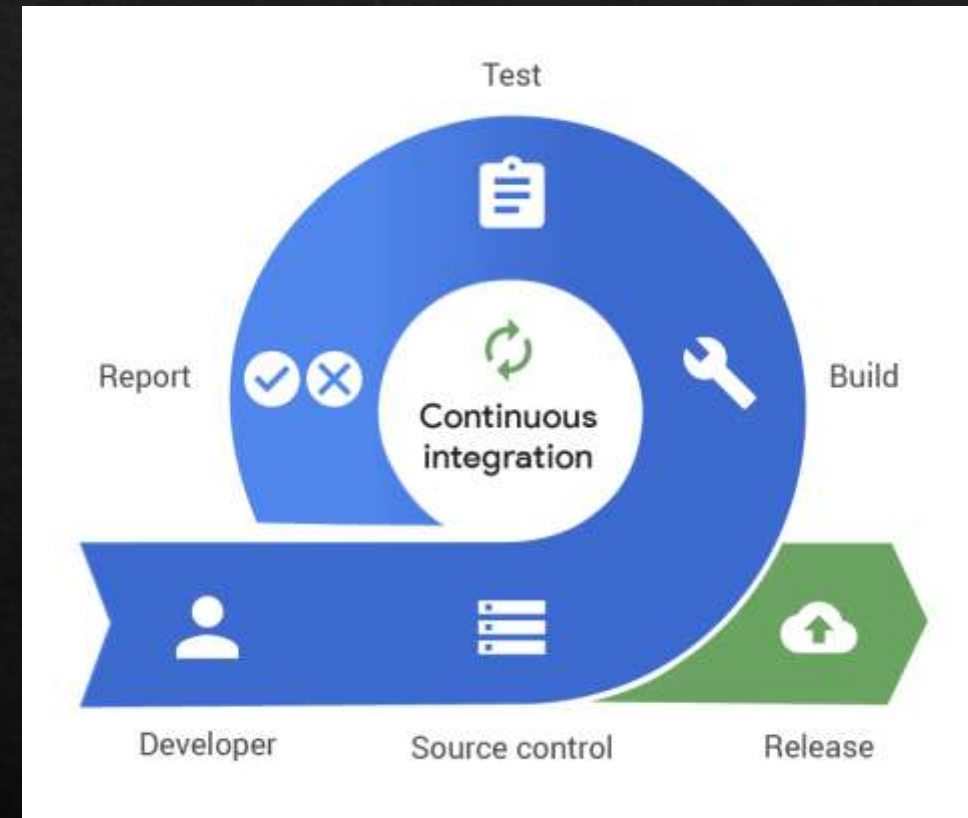 Test
Report
Build
Continuous
integration
Developer
Source control
Release